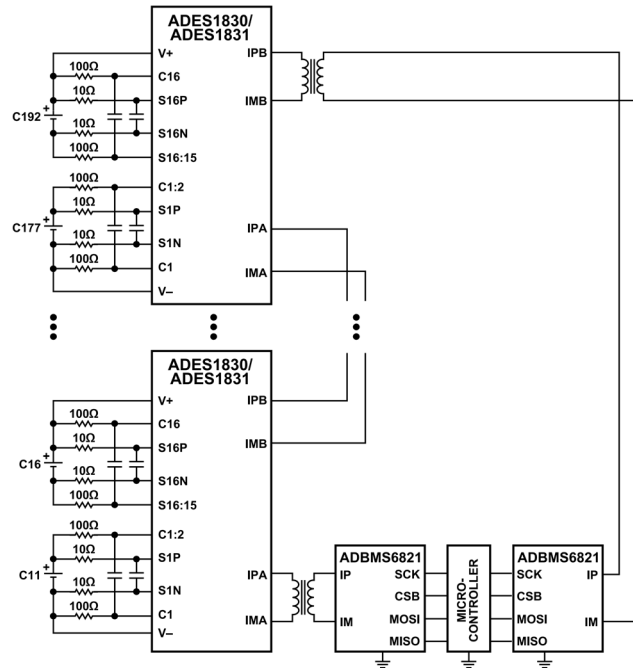 ADES1830/
ADES1831
V+
IPB
100Ω
C16
10Ω
S16P
IMB
+
C192
10Ω
S16N
100Ω
S16:15
100Ω
C1:2
10Ω
S1P
+
C177
IPA
10Ω
S1N
100Ω
C1
IMA
V–
ADES1830/
ADES1831
V+
IPB
100Ω
C16
10Ω
S16P
IMB
+
C16
10Ω
S16N
100Ω
S16:15
100Ω
C1:2
10Ω
S1P
+
C11
IPA
10Ω
S1N
100Ω
C1
IMA
V–
ADBMS6821
IP
SCK
CSB
MOSI
IM
MISO
MICRO-
CONTROLLER
ADBMS6821
SCK
IP
CSB
MOSI
IM
MISO